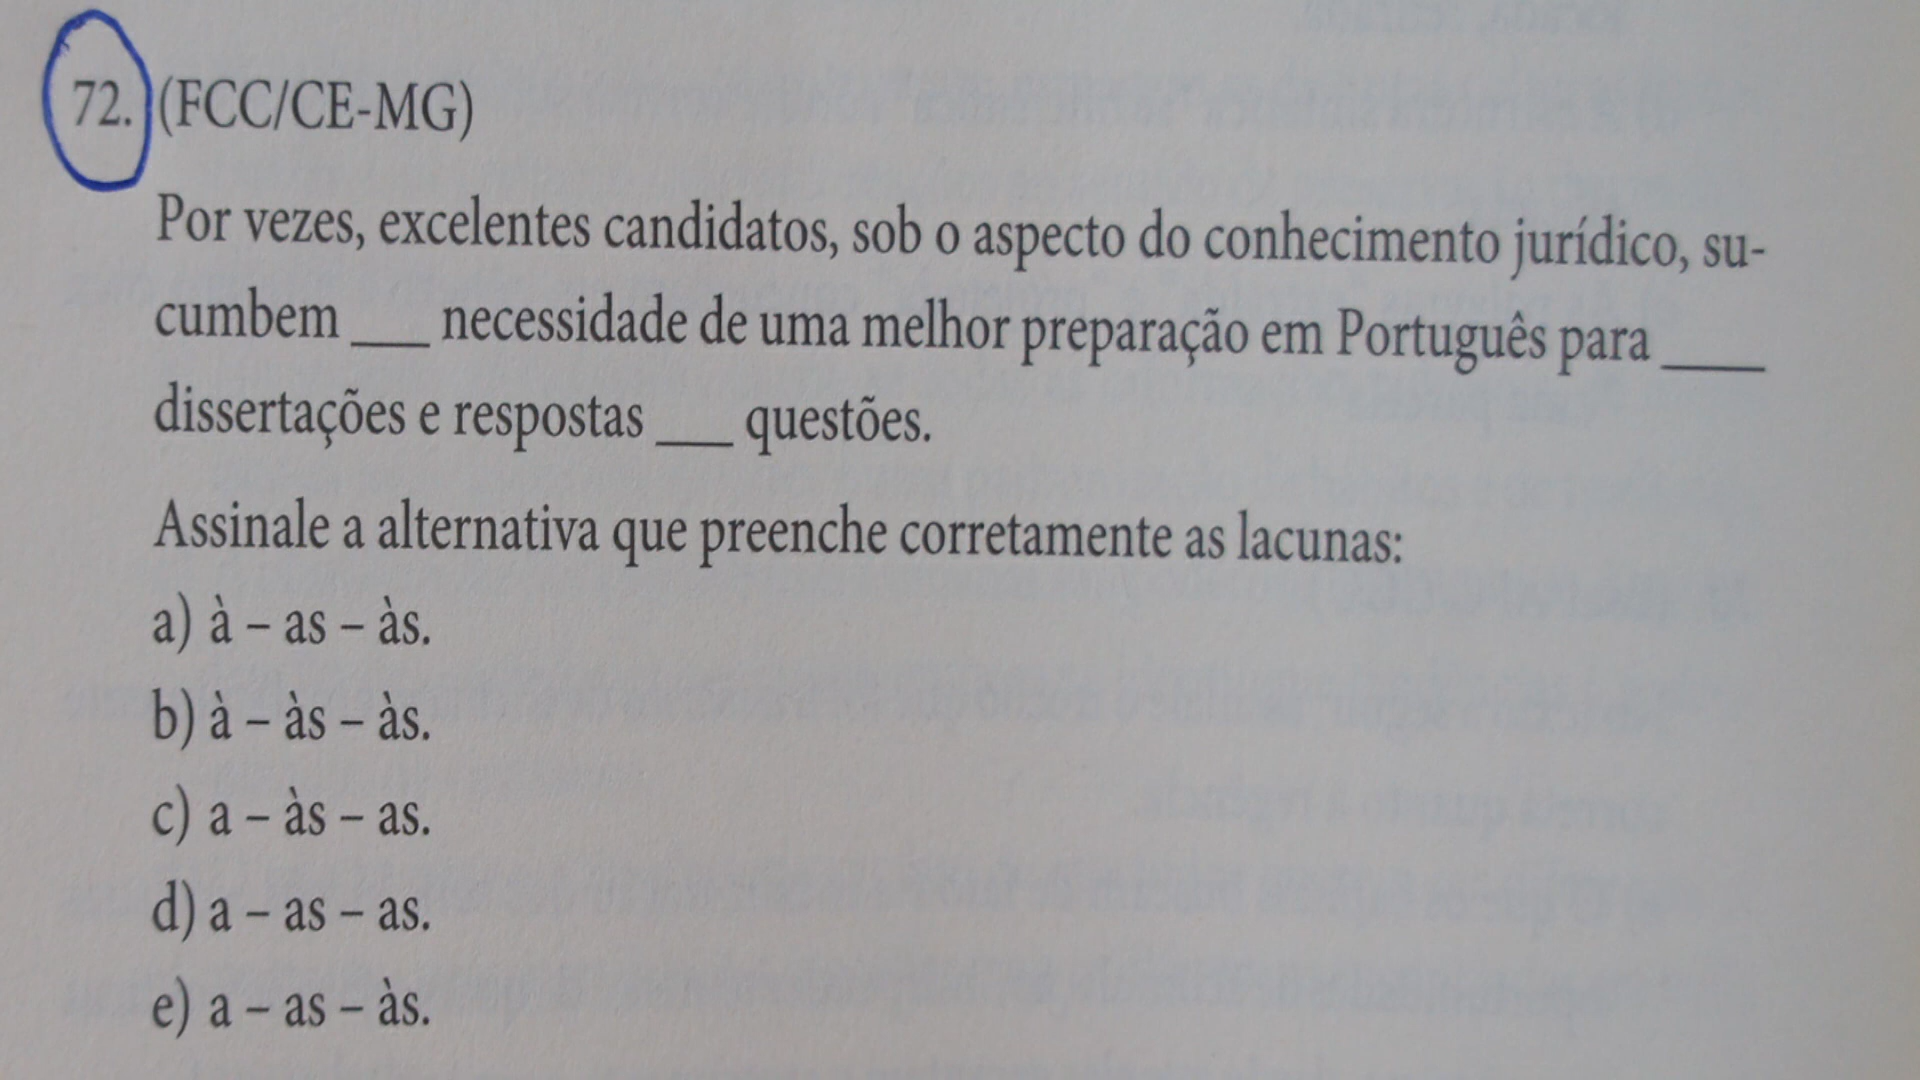 72. (FCC/CE-MG)
Por vezes, excelentes candidatos, sob o aspecto do conhecimento jurídico, su-
cumbem ___ necessidade de uma melhor preparação em Português para ____
dissertações e respostas ___ questões.
Assinale a alternativa que preenche corretamente as lacunas:
a) à – as – às.
b) à – às – às.
c) a – às – as.
d) a – as – as.
e) a – as – às.